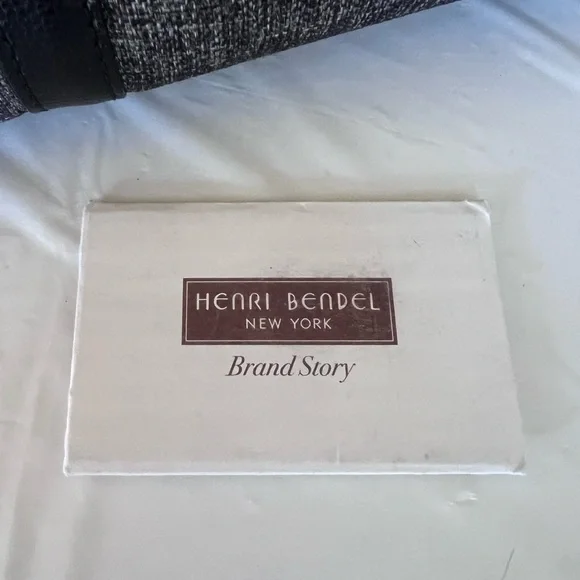 HENRI BENDEL
NEW YORK
Brand Story